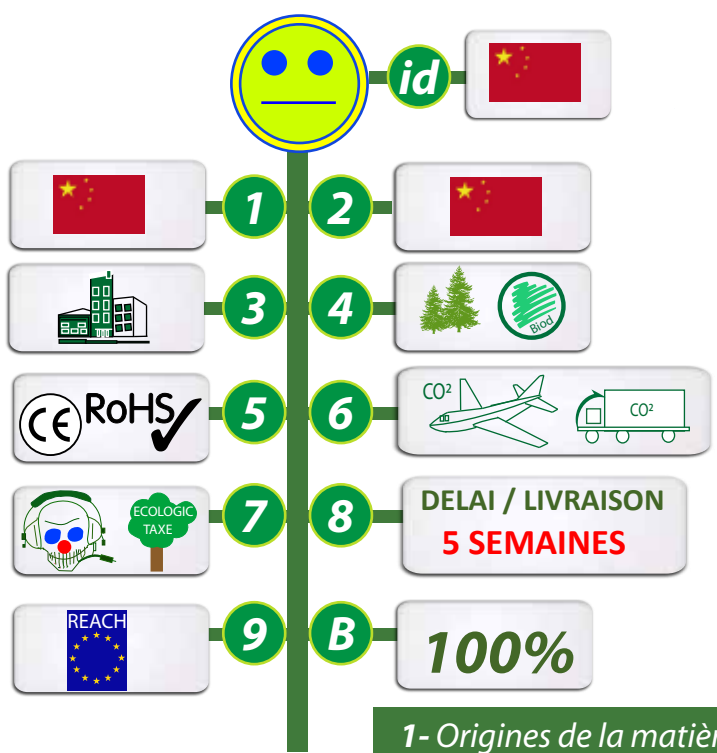 id
1
2
3
4
Biod
CE RoHS
5
6
CO²
CO²
ECOLOGIC
TAXE
7
8
DELAI / LIVRAISON
5 SEMAINES
REACH
9
B
100%
1- Origines de la matièr